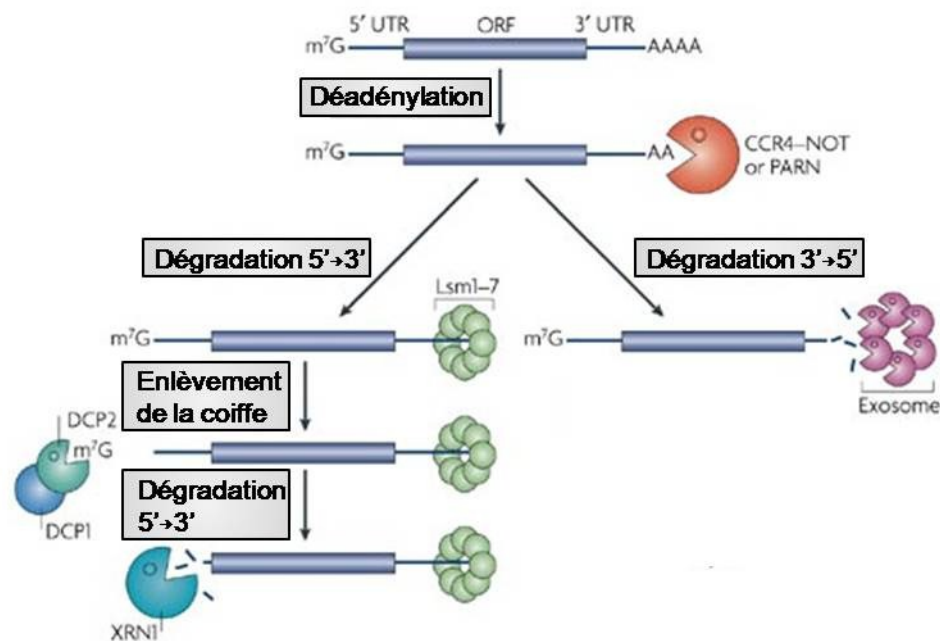 5′ UTR ORF 3′ UTR
m⁷G AAAA
Déadénylation
m⁷G AA
CCR4–NOT
or PARN
Dégradation 5'→3'
Dégradation 3'→5'
Lsm1–7
m⁷G
m⁷G
Exosome
Enlèvement
de la coiffe
DCP2
m⁷G
DCP1
Dégradation
5'→3'
XRN1